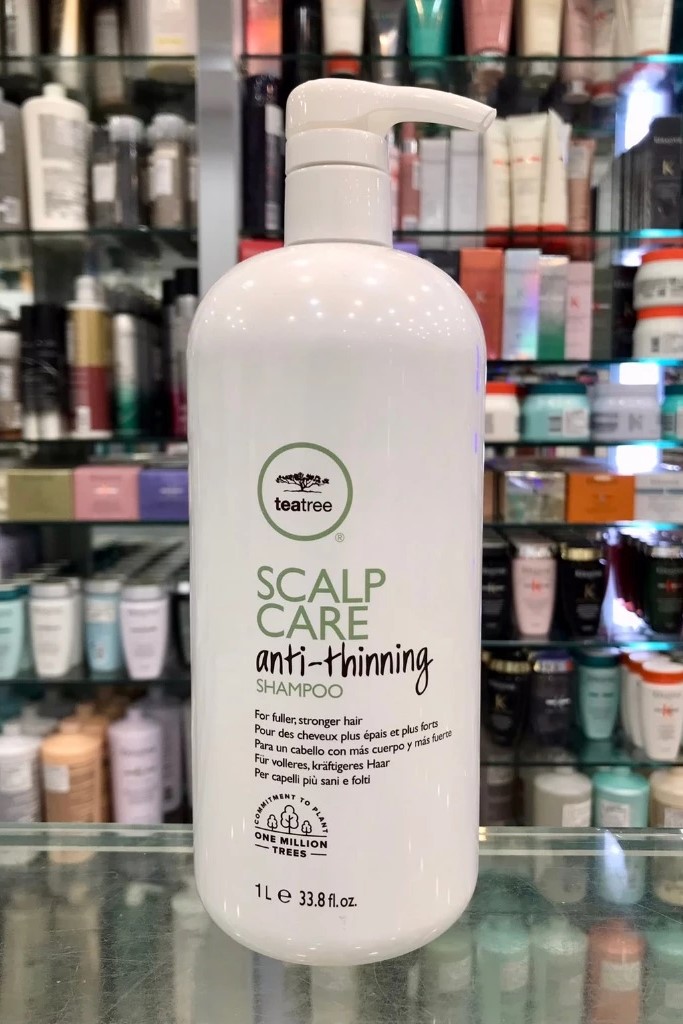 teatree
®
SCALP
CARE
anti-thinning
SHAMPOO
For fuller, stronger hair
Pour des cheveux plus épais et plus forts
Para un cabello con más cuerpo y más fuerte
Für volleres, kräftigeres Haar
Per capelli più sani e folti
COMMITMENT TO PLANT
ONE MILLION
TREES
1 L e 33.8 fl.oz.